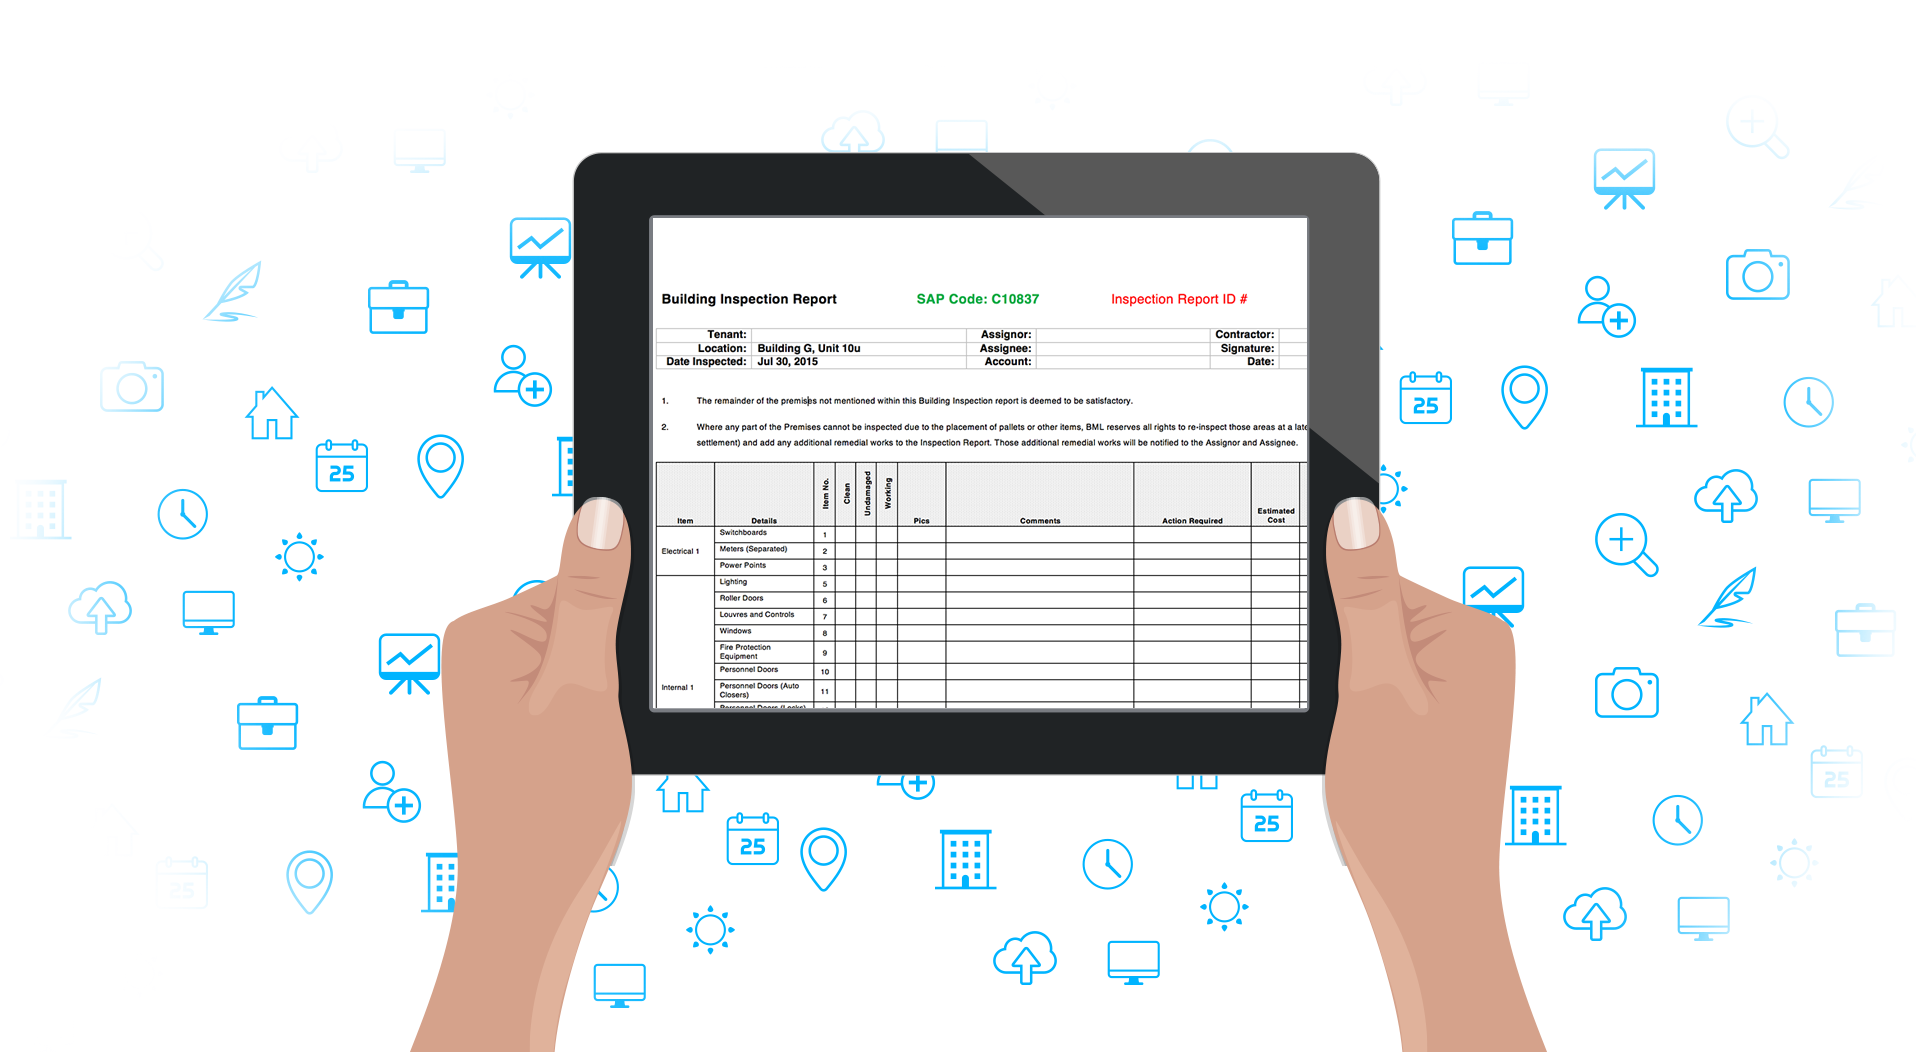 Building Inspection Report SAP Code: C10837 Inspection Report ID #
Tenant: Assignor: Contractor:
Location: Building G, Unit 10u Assignee: Signature:
Date Inspected: Jul 30, 2015 Account: Date:
1. The remainder of the premises not mentioned within this Building Inspection report is deemed to be satisfactory.
2. Where any part of the Premises cannot be inspected due to the placement of pallets or other items, BML reserves all rights to re-inspect those areas at a late
settlement) and add any additional remedial works to the Inspection Report. Those additional remedial works will be notified to the Assignor and Assignee.
Item Details Item No. Clean Undamaged Working Pics Comments Action Required Estimated Cost
Electrical 1
Switchboards 1
Meters (Separated) 2
Power Points 3
Internal 1
Lighting 5
Roller Doors 6
Louvres and Controls 7
Windows 8
Fire Protection
Equipment 9
Personnel Doors 10
Personnel Doors (Auto
Closers) 11
Personnel Doors (Locks)
25
25
25
25
25
25